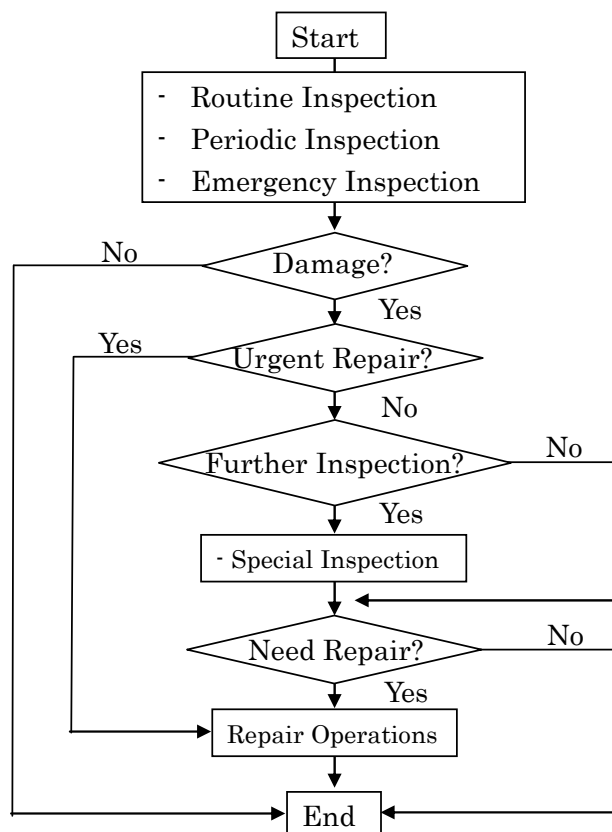 Start
- Routine Inspection
- Periodic Inspection
- Emergency Inspection
No
Damage?
Yes
Yes
Urgent Repair?
No
Further Inspection?
No
Yes
- Special Inspection
Need Repair?
No
Yes
Repair Operations
End